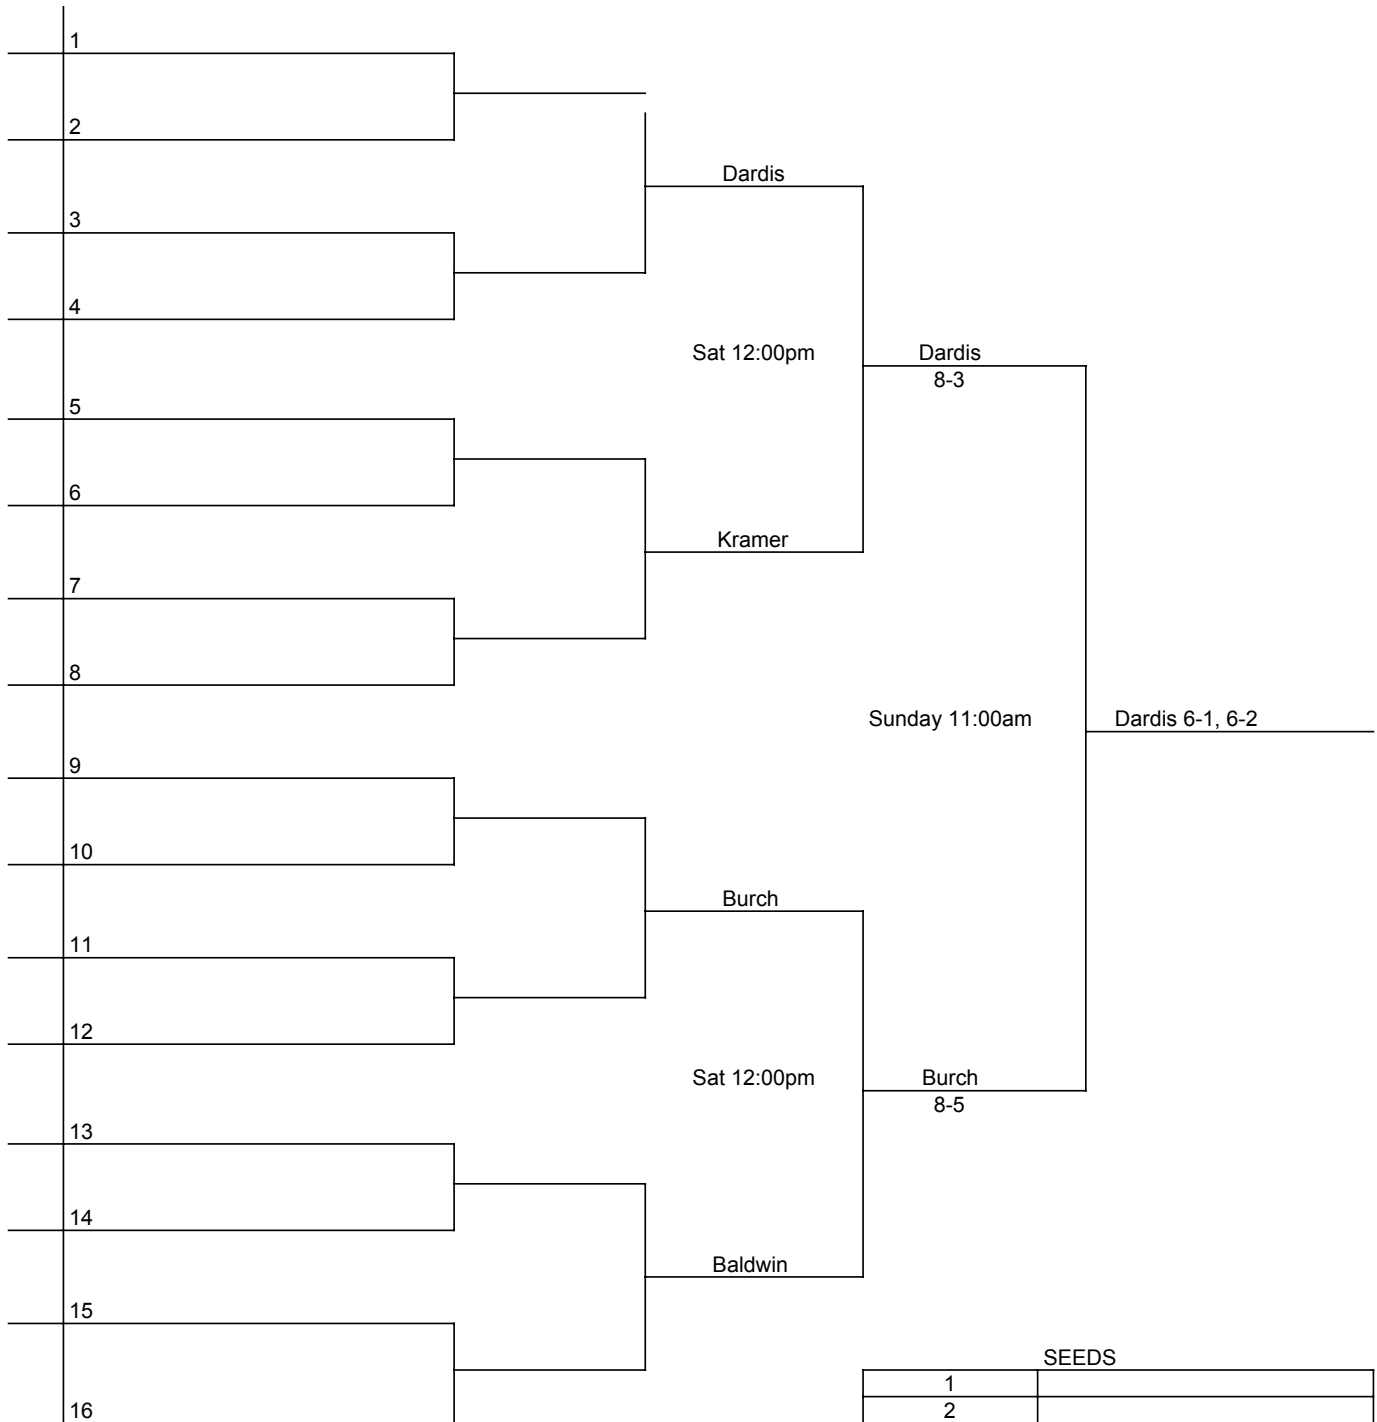 1
2
Dardis
3
4
Sat 12:00pm
Dardis
8-3
5
6
Kramer
7
8
Sunday 11:00am
Dardis 6-1, 6-2
9
10
Burch
11
12
Sat 12:00pm
Burch
8-5
13
14
Baldwin
15
SEEDS
1
16
2